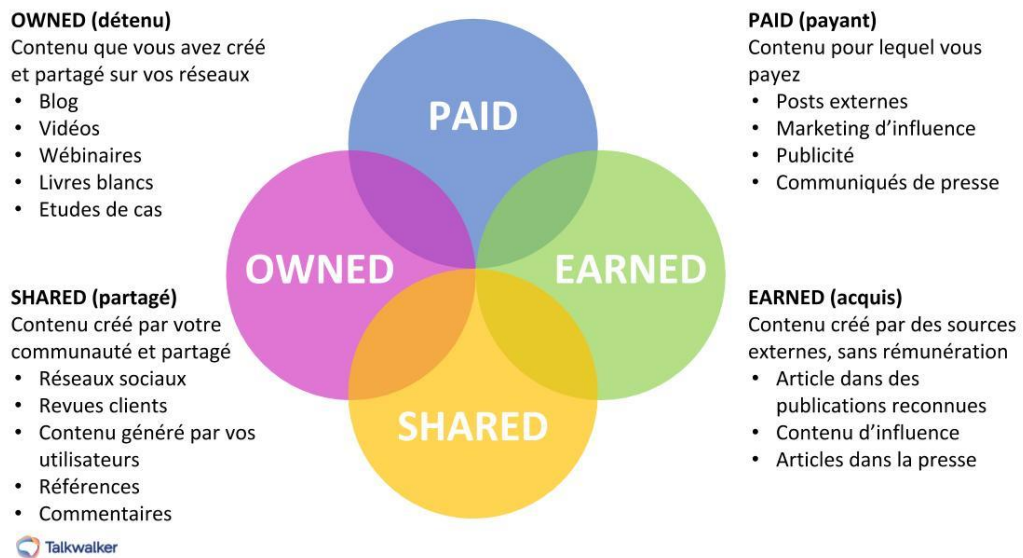 OWNED (détenu)
Contenu que vous avez créé
et partagé sur vos réseaux
• Blog
• Vidéos
• Wébinaires
• Livres blancs
• Etudes de cas
SHARED (partagé)
Contenu créé par votre
communauté et partagé
• Réseaux sociaux
• Revues clients
• Contenu généré par vos
utilisateurs
• Références
• Commentaires
Talkwalker
PAID
OWNED
EARNED
SHARED
PAID (payant)
Contenu pour lequel vous
payez
• Posts externes
• Marketing d’influence
• Publicité
• Communiqués de presse
EARNED (acquis)
Contenu créé par des sources
externes, sans rémunération
• Article dans des
publications reconnues
• Contenu d’influence
• Articles dans la presse